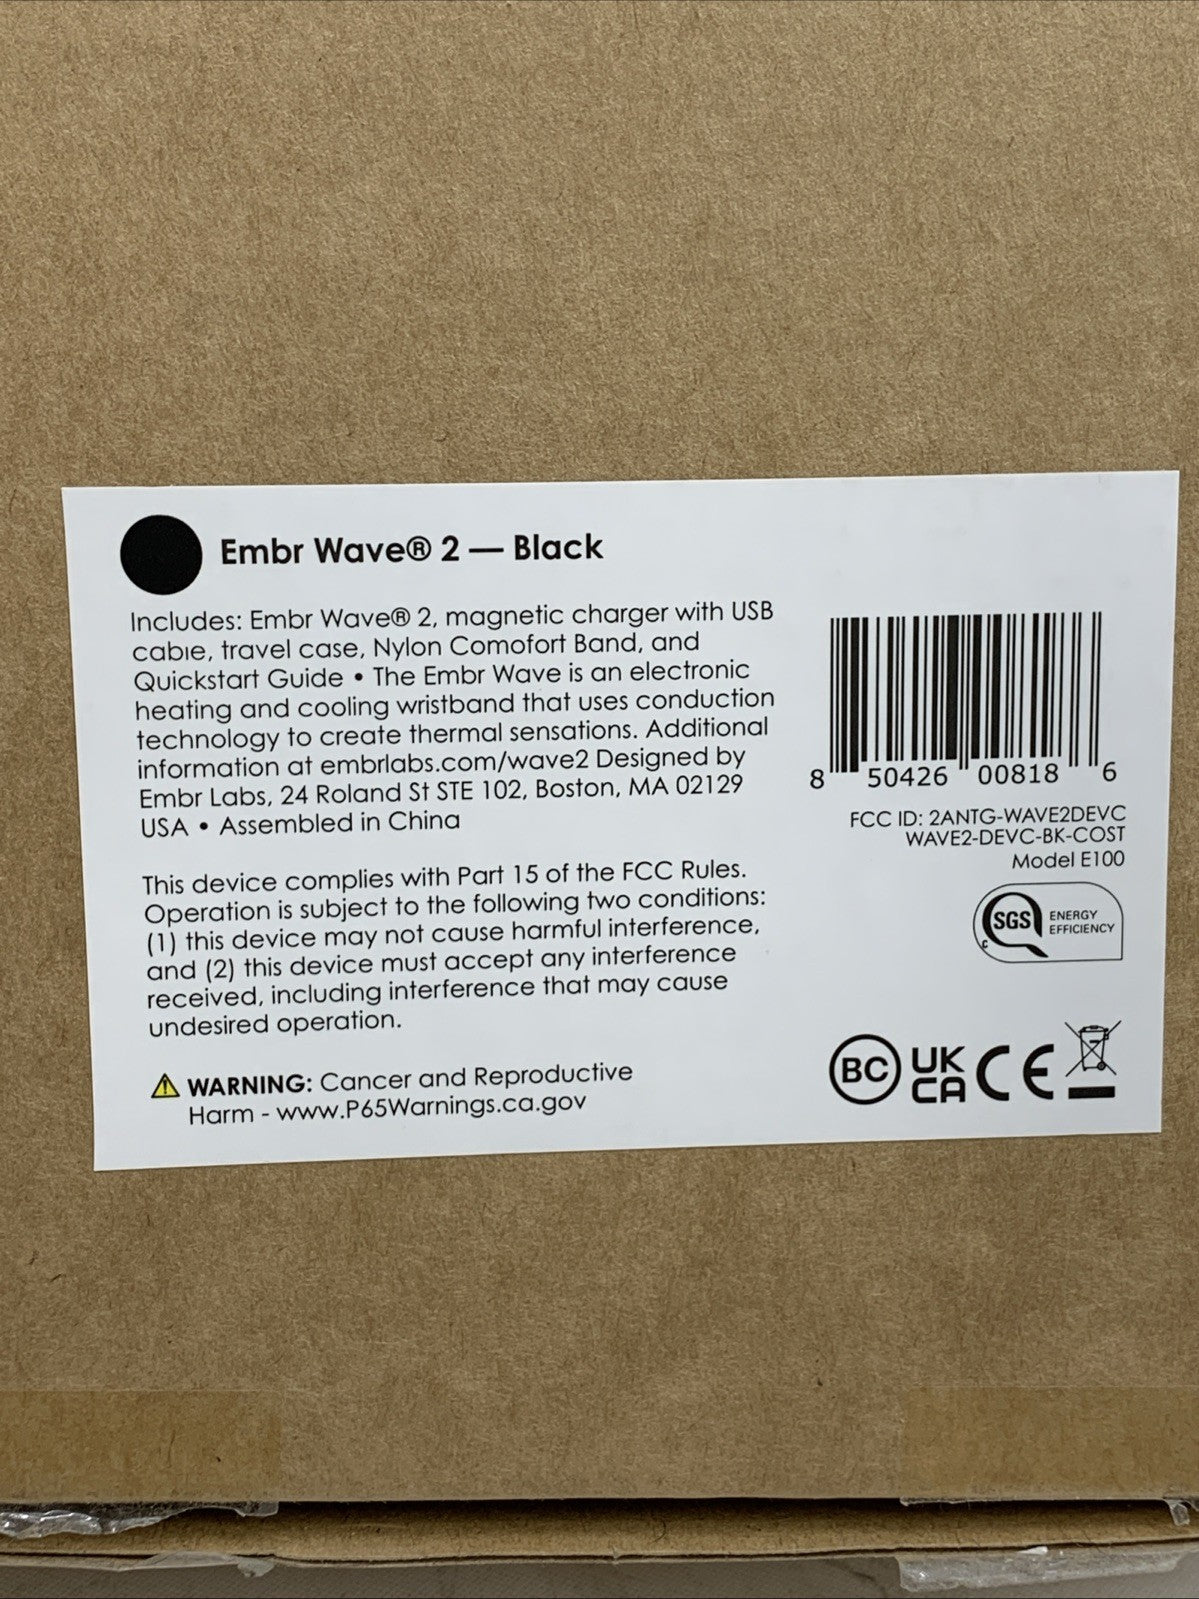 Embr Wave® 2 — Black
Includes: Embr Wave® 2, magnetic charger with USB
cable, travel case, Nylon Comofort Band, and
Quickstart Guide • The Embr Wave is an electronic
heating and cooling wristband that uses conduction
technology to create thermal sensations. Additional
information at embrlabs.com/wave2 Designed by
Embr Labs, 24 Roland St STE 102, Boston, MA 02129
USA • Assembled in China
This device complies with Part 15 of the FCC Rules.
Operation is subject to the following two conditions:
(1) this device may not cause harmful interference,
and (2) this device must accept any interference
received, including interference that may cause
undesired operation.
WARNING: Cancer and Reproductive
Harm - www.P65Warnings.ca.gov
8 50426 00818 6
FCC ID: 2ANTG-WAVE2DEVC
WAVE2-DEVC-BK-COST
Model E100
SGS ENERGY
EFFICIENCY
C
BC UK CE
CA